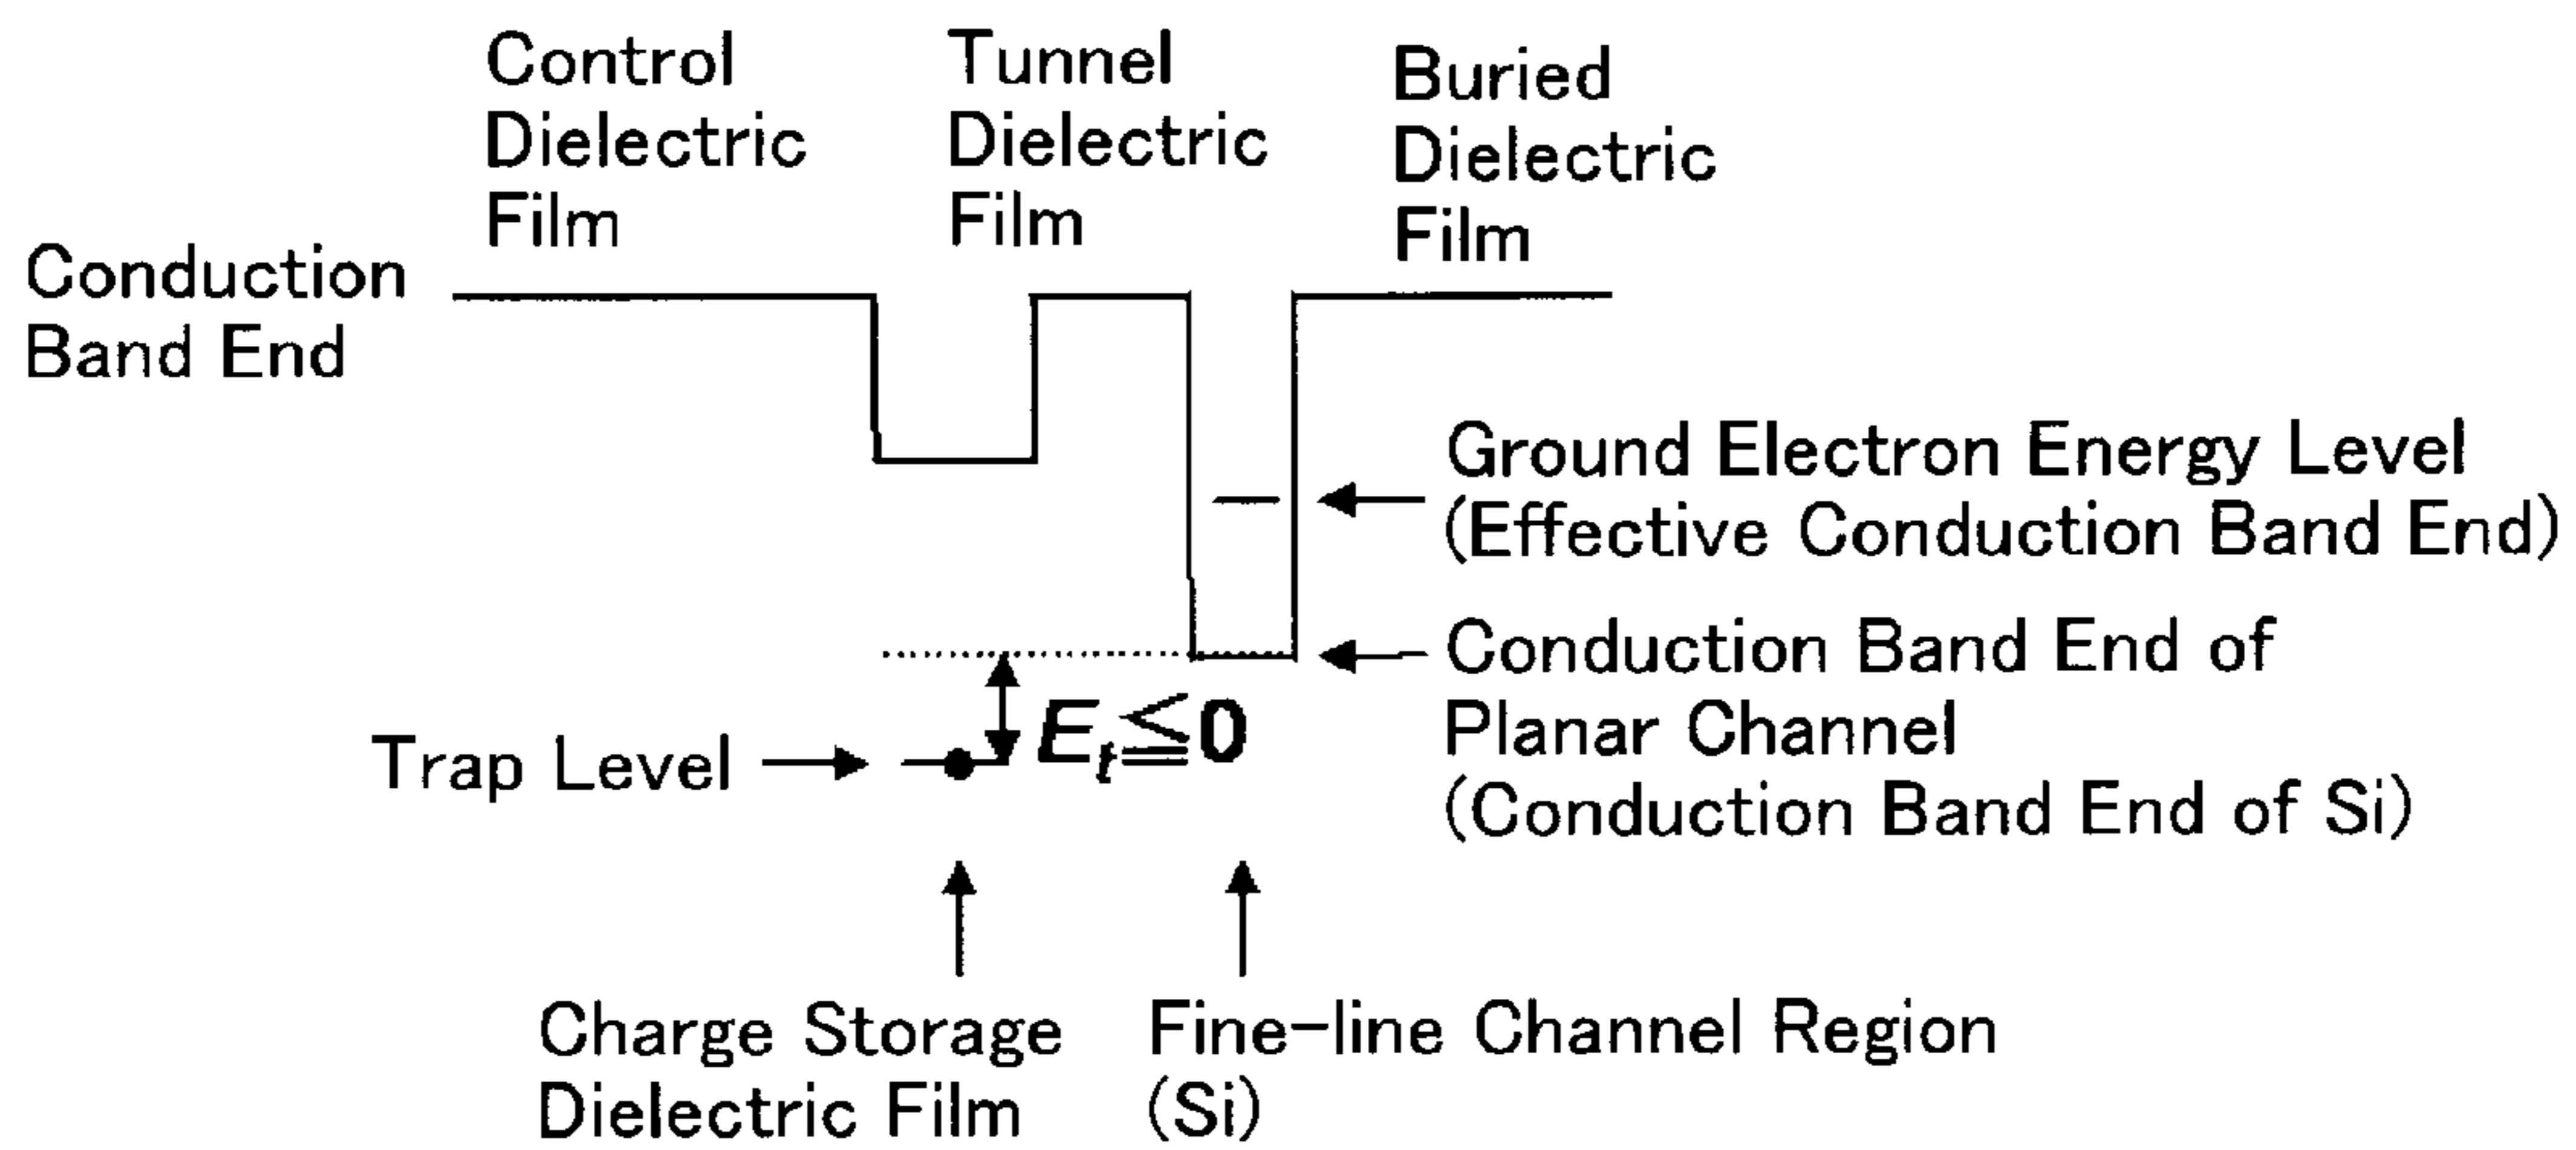 Control
Dielectric
Film
Tunnel
Dielectric
Film
Buried
Dielectric
Film
Conduction
Band End
Ground Electron Energy Level
(Effective Conduction Band End)
Conduction Band End of
Planar Channel
(Conduction Band End of Si)
Eₜ≦0
Trap Level
Charge Storage
Dielectric Film
Fine-line Channel Region
(Si)